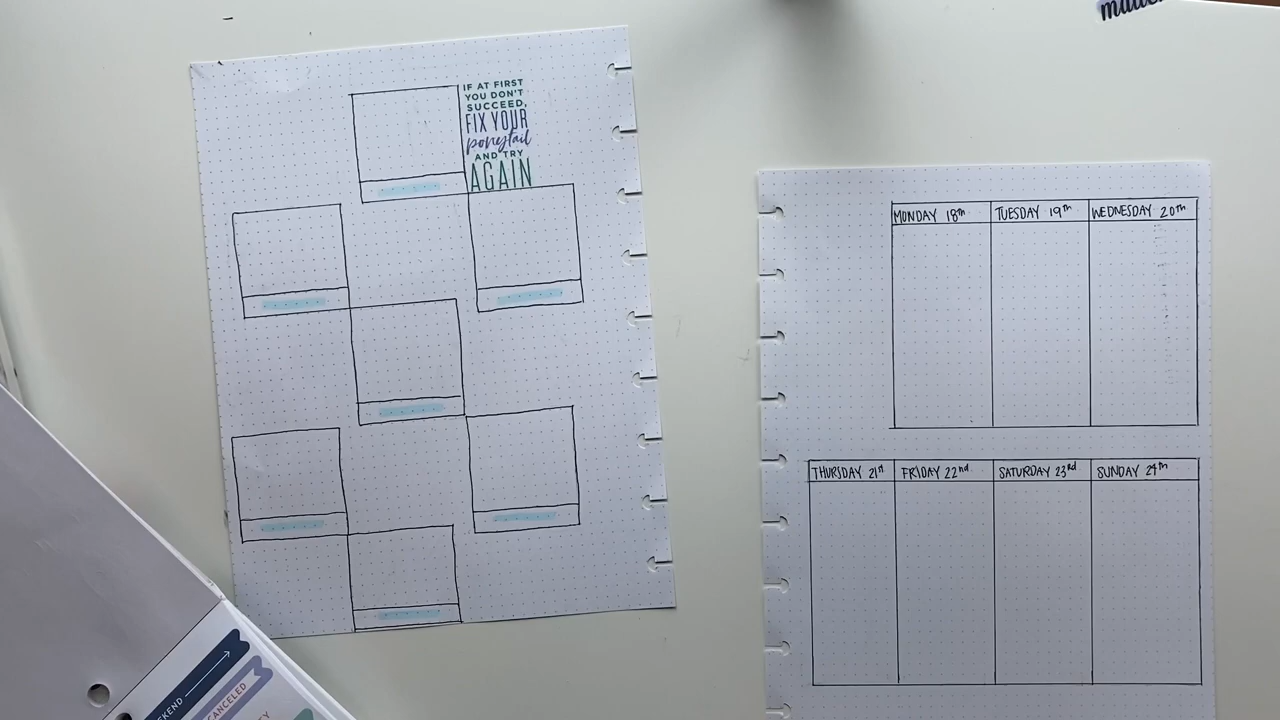 IF AT FIRST
YOU DON'T
SUCCEED,
FIX YOUR
ponytail
AND TRY
AGAIN
MONDAY 18th
TUESDAY 19th
WEDNESDAY 20th
THURSDAY 21st
FRIDAY 22nd
SATURDAY 23rd
SUNDAY 24th
CANCELED